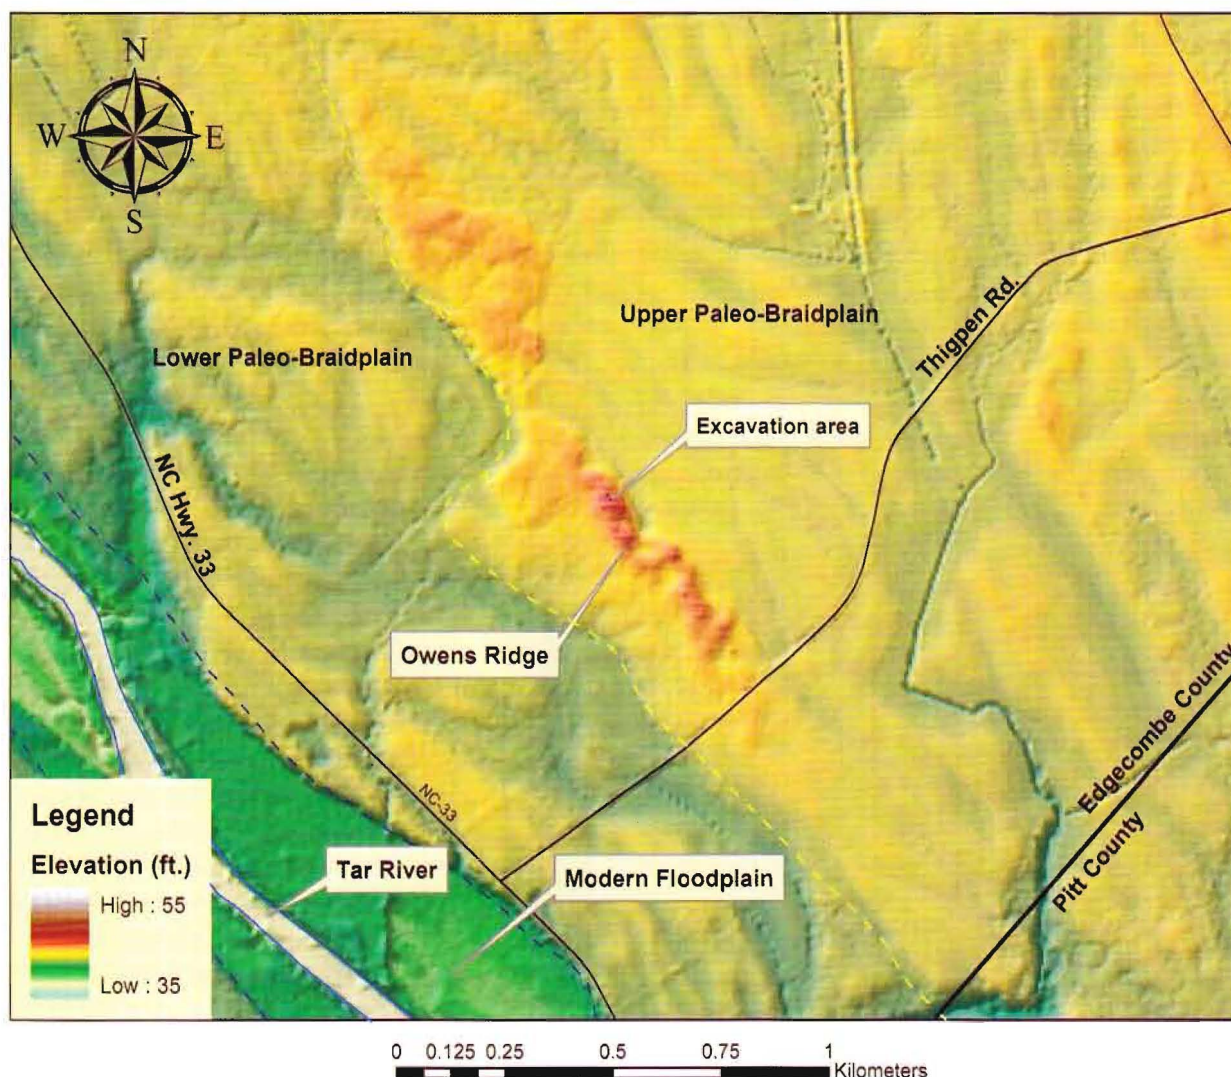 N
W E
S
Upper Paleo-Braidplain
Thigpen Rd.
Lower Paleo-Braidplain
Excavation area
NC Hwy. 33
Owens Ridge
Edgecombe County
Pitt County
NC-33
Legend
Elevation (ft.)
High : 55
Low : 35
Tar River
Modern Floodplain
0 0.125 0.25 0.5 0.75 1
Kilometers